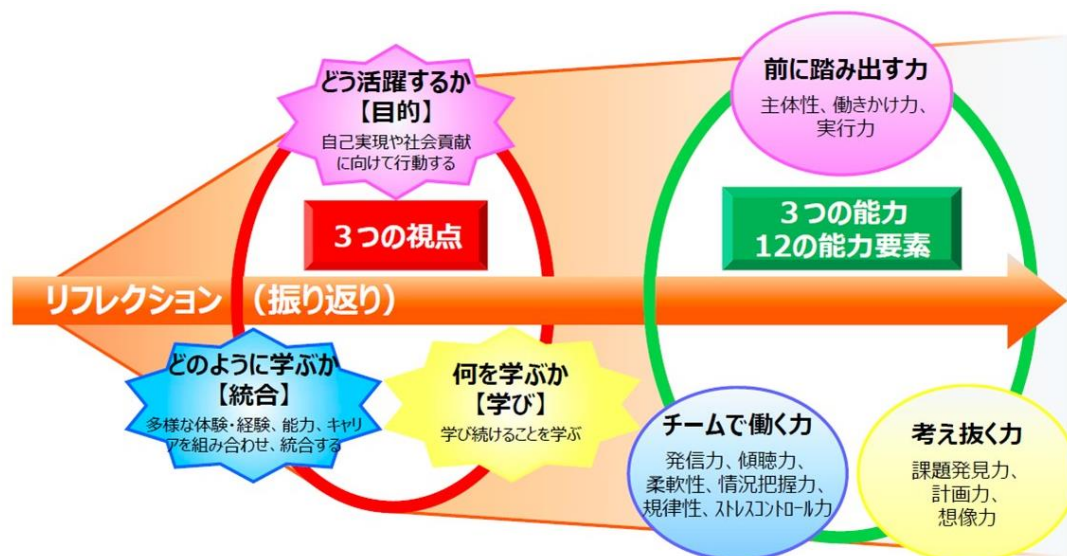 どう活躍するか
【目的】
自己実現や社会貢献
に向けて行動する
3つの視点
前に踏み出す力
主体性、働きかけ力、
実行力
3つの能力
12の能力要素
リフレクション (振り返り)
どのように学ぶか
【統合】
多様な体験・経験、能力、キャリ
アを組み合わせ、統合する
何を学ぶか
【学び】
学び続けることを学ぶ
チームで働く力
発信力、傾聴力、
柔軟性、情況把握力、
規律性、ストレスコントロール力
考え抜く力
課題発見力、
計画力、
想像力